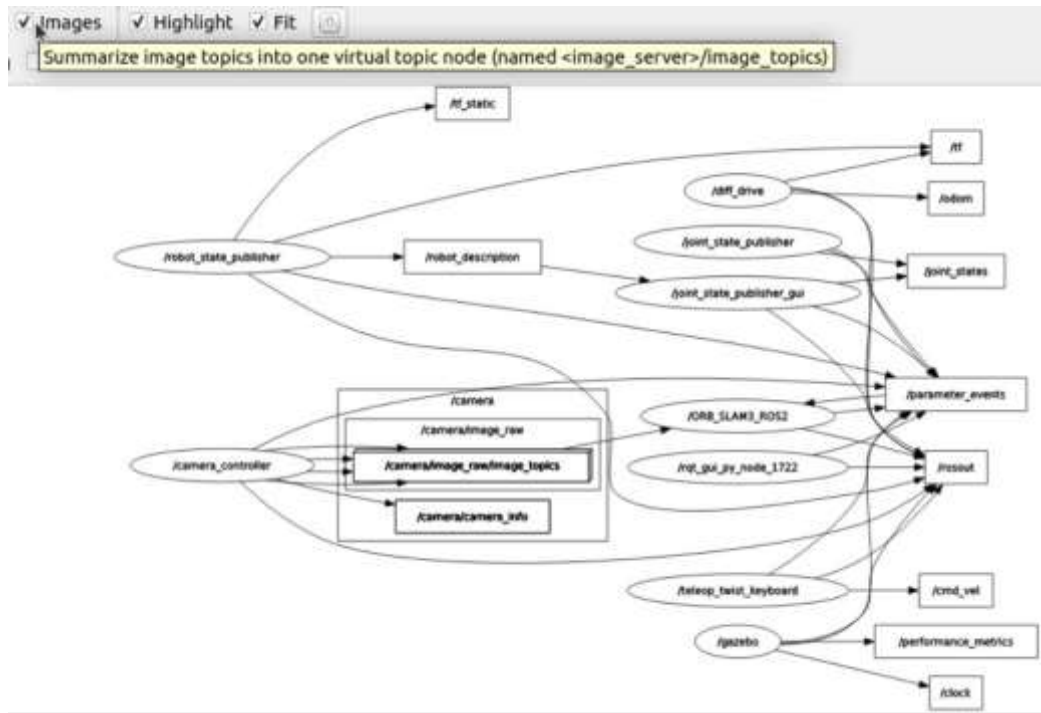 Images Highlight Fit
Summarize image topics into one virtual topic node (named <image_server>/image_topics)
/tf_static
/tf
/diff_drive
/odom
/joint_state_publisher
/robot_state_publisher
/robot_description
/joint_states
/joint_state_publisher_gui
/parameter_events
/camera
/ORB_SLAM3_ROS2
/camera/image_raw
/camera_controller
/camera/image_raw/image_topics
/rqt_gui_py_node_1722
/rosout
/camera/camera_info
/teleop_twist_keyboard
/cmd_vel
/gazebo
/performance_metrics
/clock